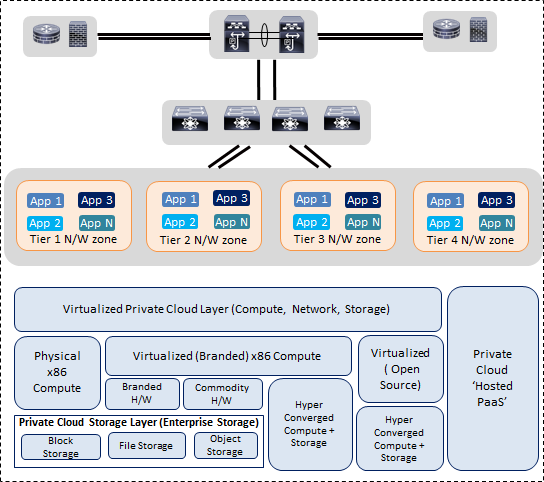 App 1
App 3
App 2
App N
Tier 1 N/W zone
App 1
App 3
App 2
App N
Tier 2 N/W zone
App 1
App 3
App 2
App N
Tier 3 N/W zone
App 1
App 3
App 2
App N
Tier 4 N/W zone
Virtualized Private Cloud Layer (Compute, Network, Storage)
Physical
x86
Compute
Virtualized (Branded) x86 Compute
Virtualized
( Open
Source)
Private
Cloud
‘Hosted
PaaS’
Branded
H/W
Commodity
H/W
Hyper
Converged
Compute +
Storage
Hyper
Converged
Compute +
Storage
Private Cloud Storage Layer (Enterprise Storage)
Block
Storage
File Storage
Object
Storage